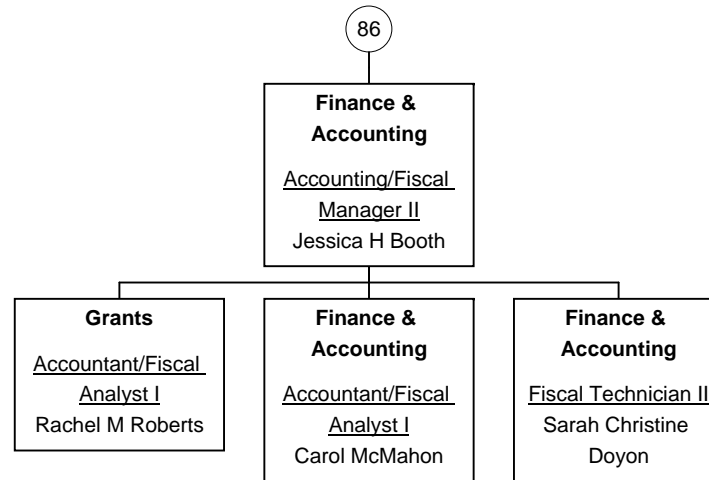 86
Finance &
Accounting
Accounting/Fiscal
Manager II
Jessica H Booth
Grants
Accountant/Fiscal
Analyst I
Rachel M Roberts
Finance &
Accounting
Accountant/Fiscal
Analyst I
Carol McMahon
Finance &
Accounting
Fiscal Technician II
Sarah Christine
Doyon